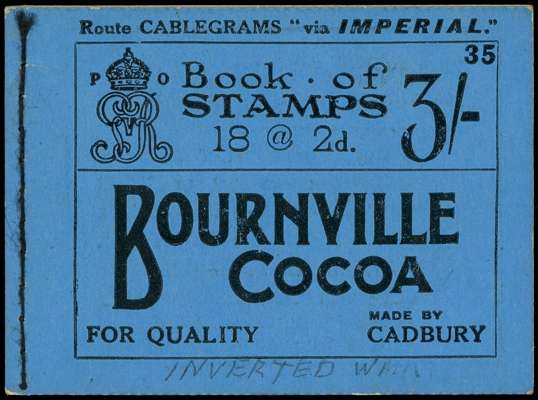 Route CABLEGRAMS "via IMPERIAL."
35
P O
GRV
Book · of
STAMPS
18 @ 2d.
3/-
BOURNVILLE
COCOA
FOR QUALITY
MADE BY
CADBURY
INVERTED